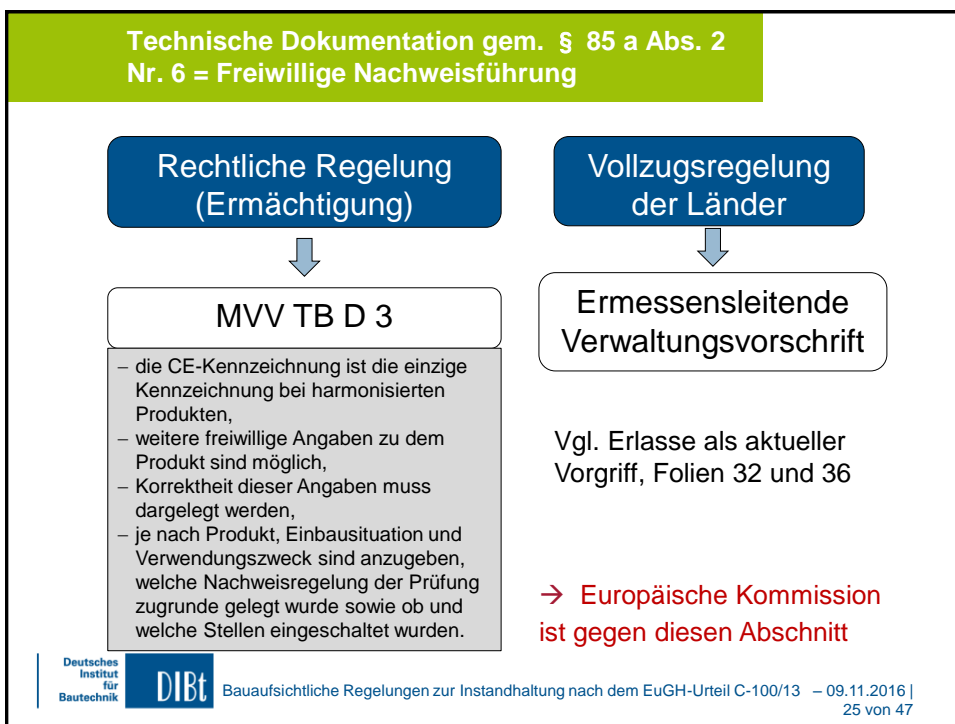 Technische Dokumentation gem. § 85 a Abs. 2
Nr. 6 = Freiwillige Nachweisführung
Rechtliche Regelung
(Ermächtigung)
MVV TB D 3
– die CE-Kennzeichnung ist die einzige
Kennzeichnung bei harmonisierten
Produkten,
– weitere freiwillige Angaben zu dem
Produkt sind möglich,
– Korrektheit dieser Angaben muss
dargelegt werden,
– je nach Produkt, Einbausituation und
Verwendungszweck sind anzugeben,
welche Nachweisregelung der Prüfung
zugrunde gelegt wurde sowie ob und
welche Stellen eingeschaltet wurden.
Vollzugsregelung
der Länder
Ermessensleitende
Verwaltungsvorschrift
Vgl. Erlasse als aktueller
Vorgriff, Folien 32 und 36
→ Europäische Kommission
ist gegen diesen Abschnitt
Deutsches
Institut
für
Bautechnik
DIBt
Bauaufsichtliche Regelungen zur Instandhaltung nach dem EuGH-Urteil C-100/13 – 09.11.2016 |
25 von 47